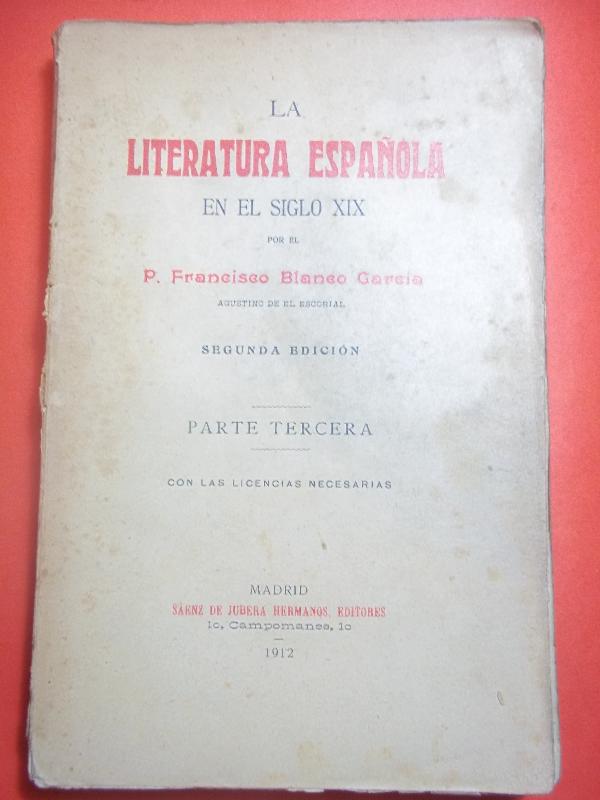 LA
LITERATURA ESPAÑOLA
EN EL SIGLO XIX
POR EL
P. Francisco Blanco García
AGUSTINO DE EL ESCORIAL
SEGUNDA EDICIÓN
PARTE TERCERA
CON LAS LICENCIAS NECESARIAS
MADRID
SÁENZ DE JUBERA HERMANOS, EDITORES
10, Campomanes, 10
1912